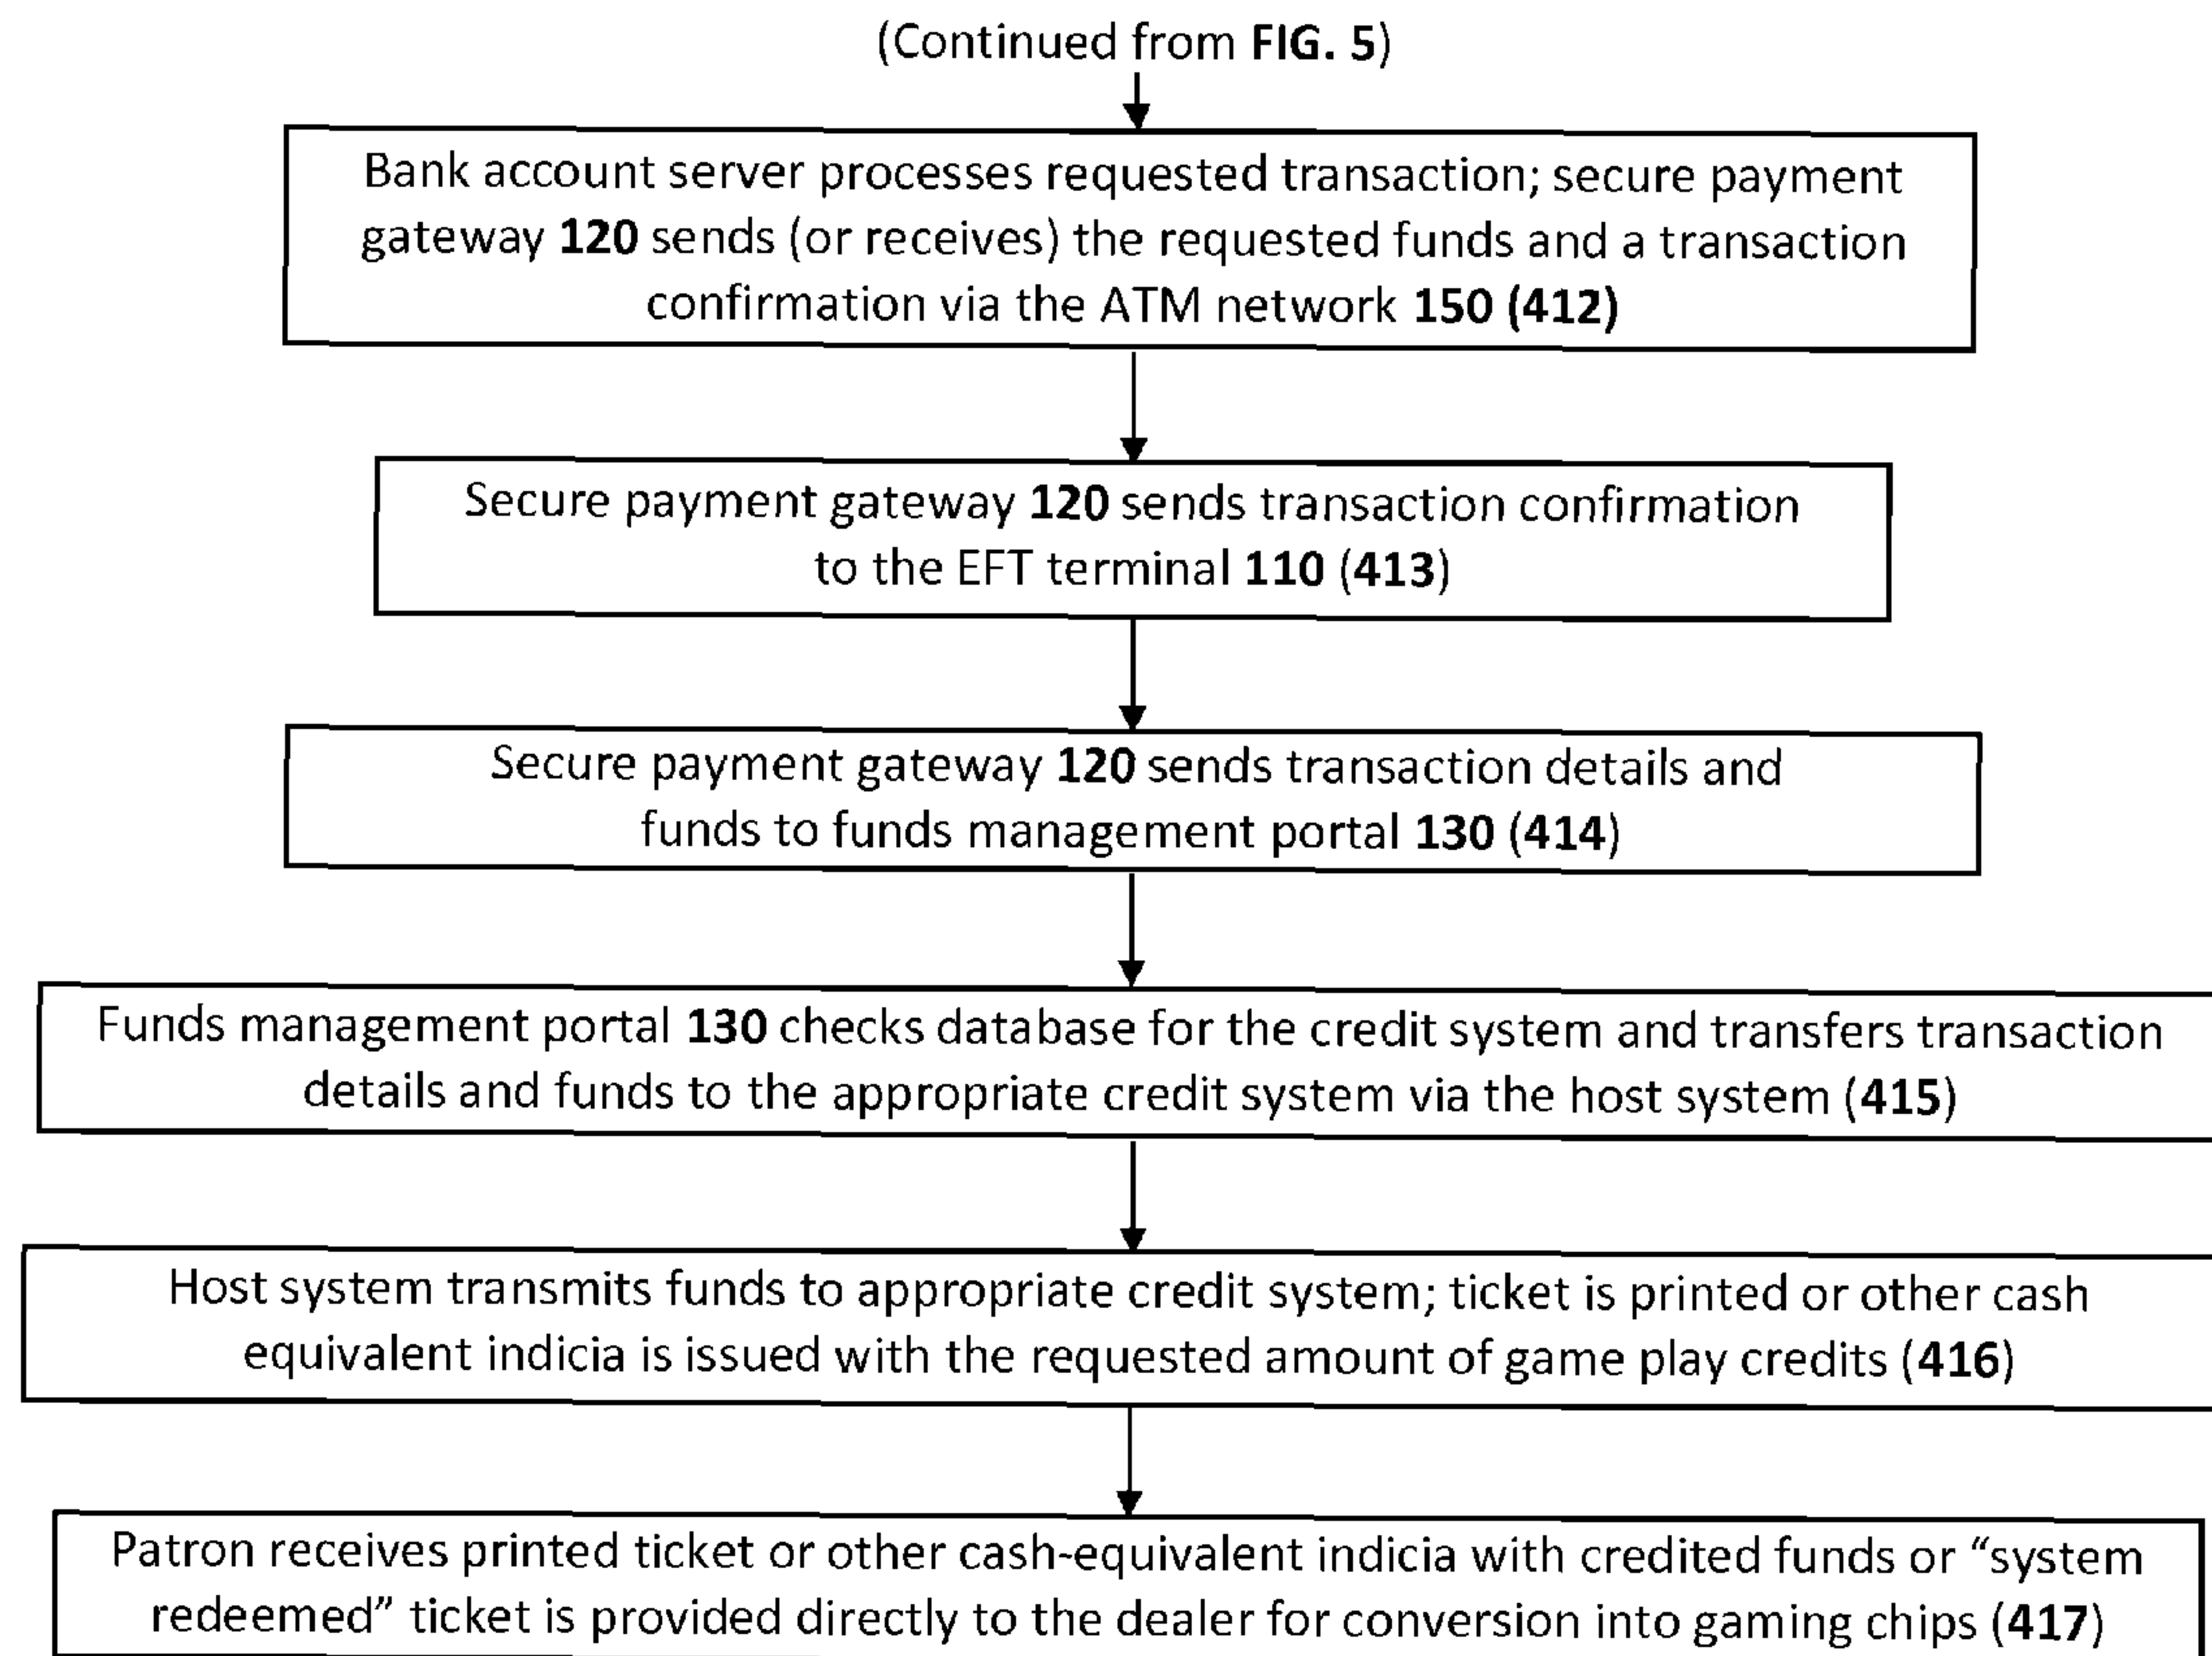 (Continued from FIG. 5)
Bank account server processes requested transaction; secure payment
gateway 120 sends (or receives) the requested funds and a transaction
confirmation via the ATM network 150 (412)
Secure payment gateway 120 sends transaction confirmation
to the EFT terminal 110 (413)
Secure payment gateway 120 sends transaction details and
funds to funds management portal 130 (414)
Funds management portal 130 checks database for the credit system and transfers transaction
details and funds to the appropriate credit system via the host system (415)
Host system transmits funds to appropriate credit system; ticket is printed or other cash
equivalent indicia is issued with the requested amount of game play credits (416)
Patron receives printed ticket or other cash-equivalent indicia with credited funds or “system
redeemed” ticket is provided directly to the dealer for conversion into gaming chips (417)